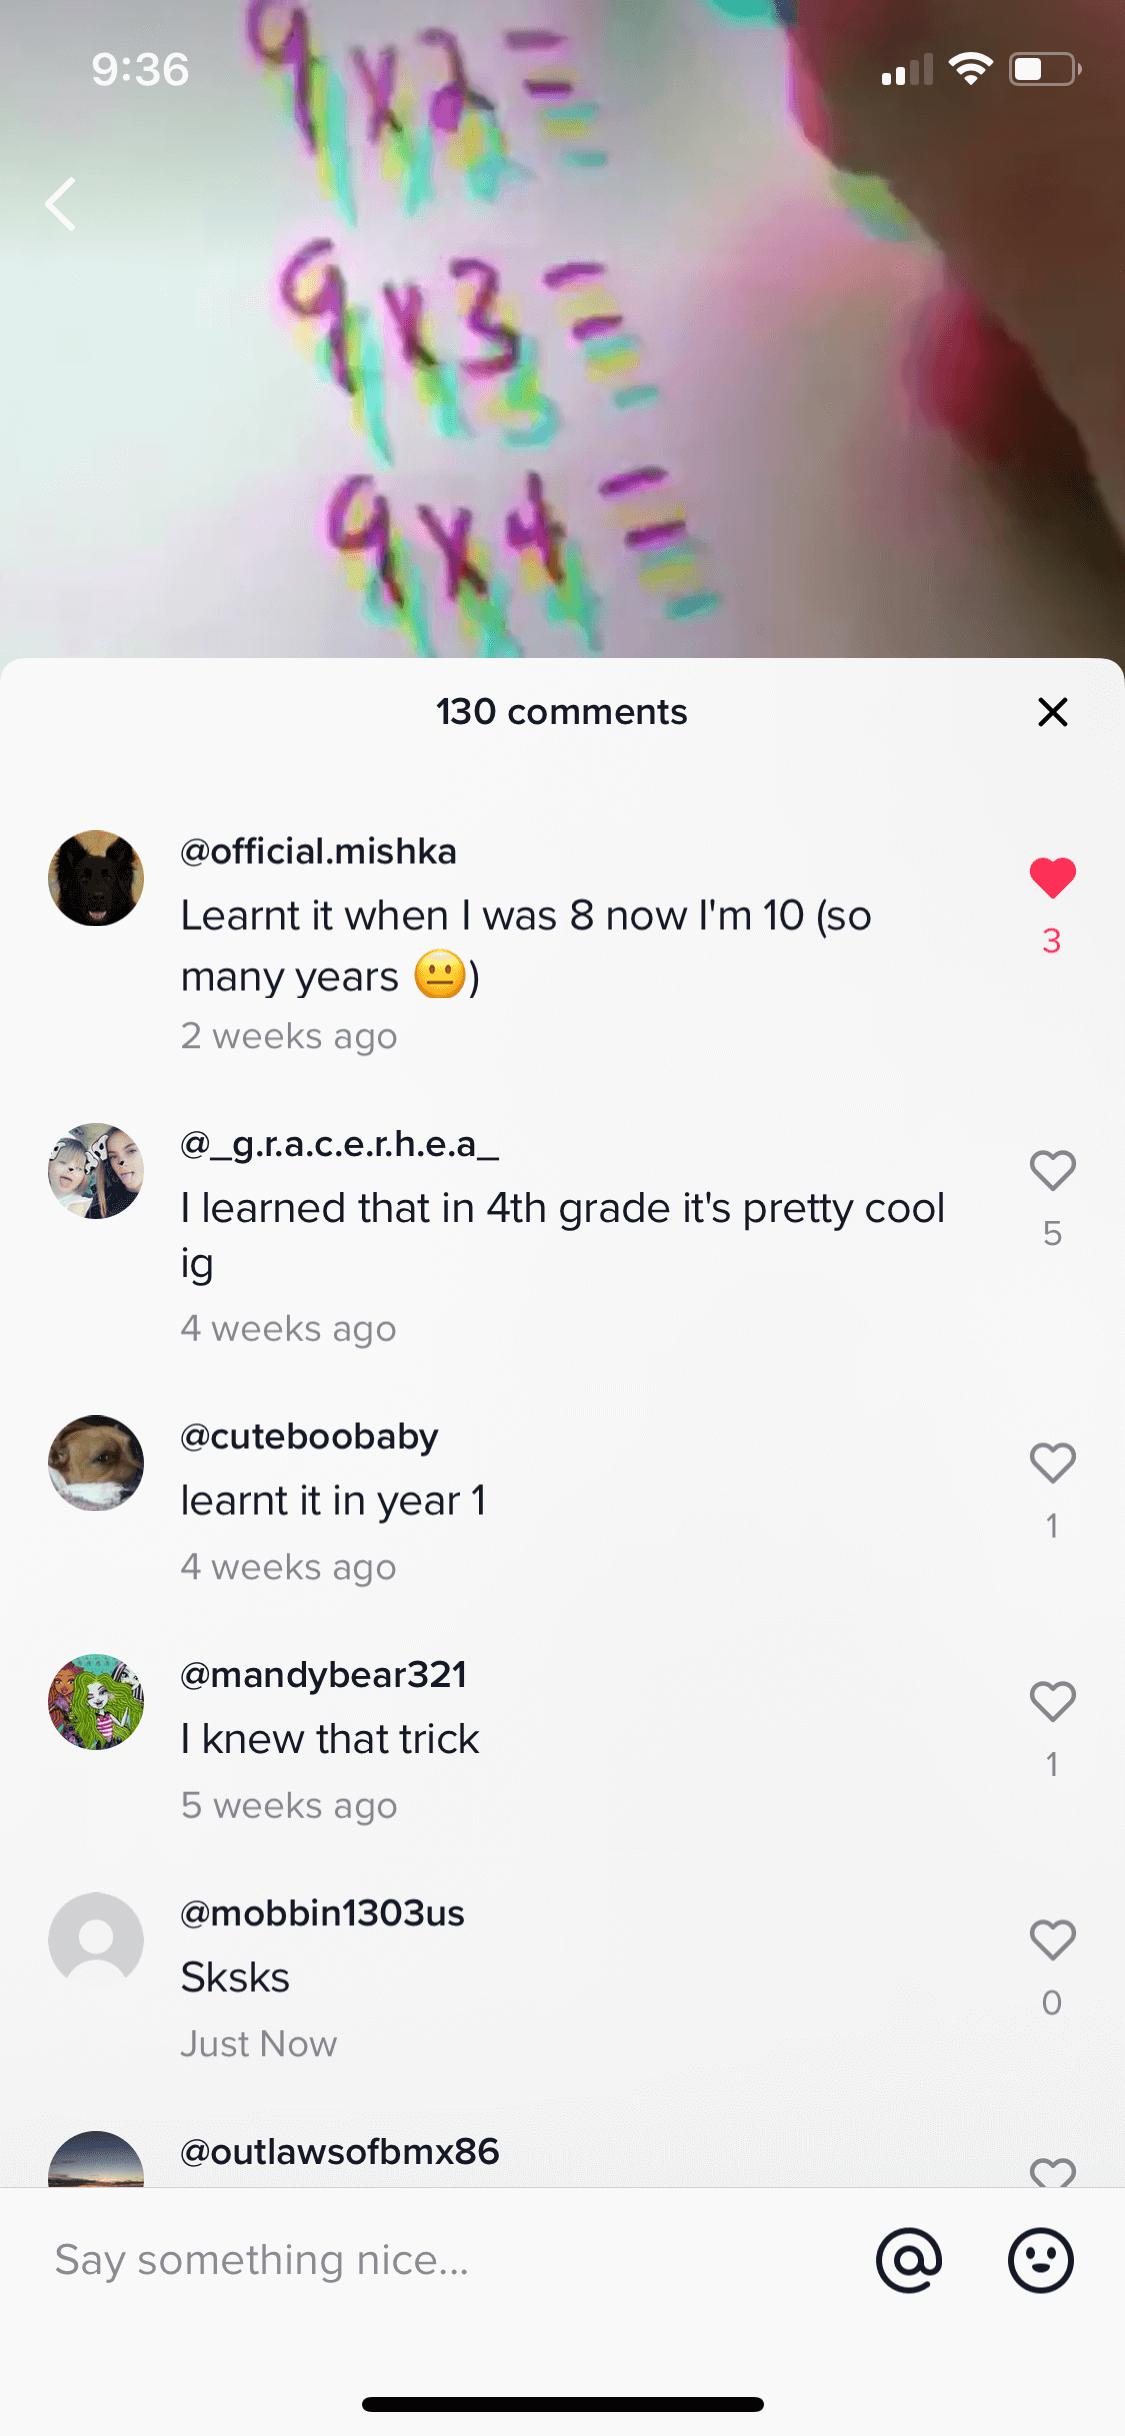 9:36
9 x 2 =
9 x 3 =
9 x 4 =
130 comments
@official.mishka
Learnt it when I was 8 now I'm 10 (so
many years 😐)
2 weeks ago
3
@_g.r.a.c.e.r.h.e.a_
I learned that in 4th grade it's pretty cool
ig
4 weeks ago
5
@cuteboobaby
learnt it in year 1
4 weeks ago
1
@mandybear321
I knew that trick
5 weeks ago
1
@mobbin1303us
Sksks
Just Now
0
@outlawsofbmx86
Say something nice...